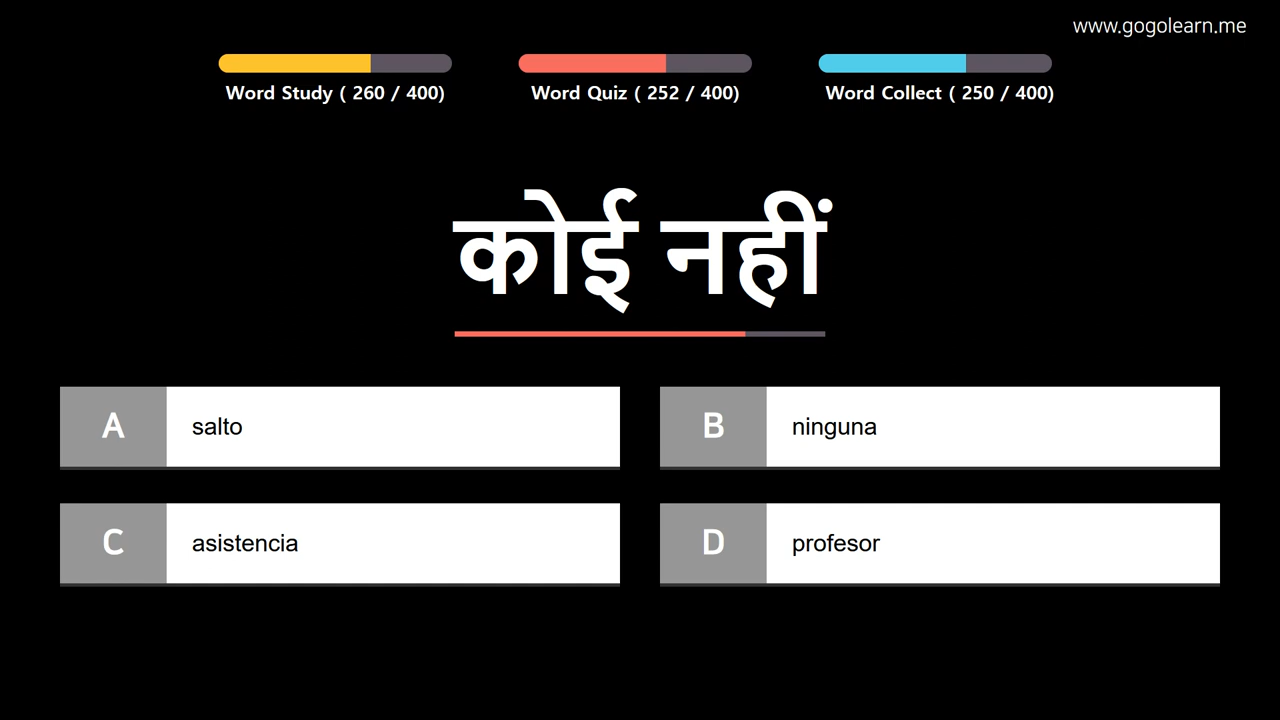 www.gogolearn.me
Word Study ( 260 / 400)
Word Quiz ( 252 / 400)
Word Collect ( 250 / 400)
कोई नहीं
A salto
B ninguna
C asistencia
D profesor